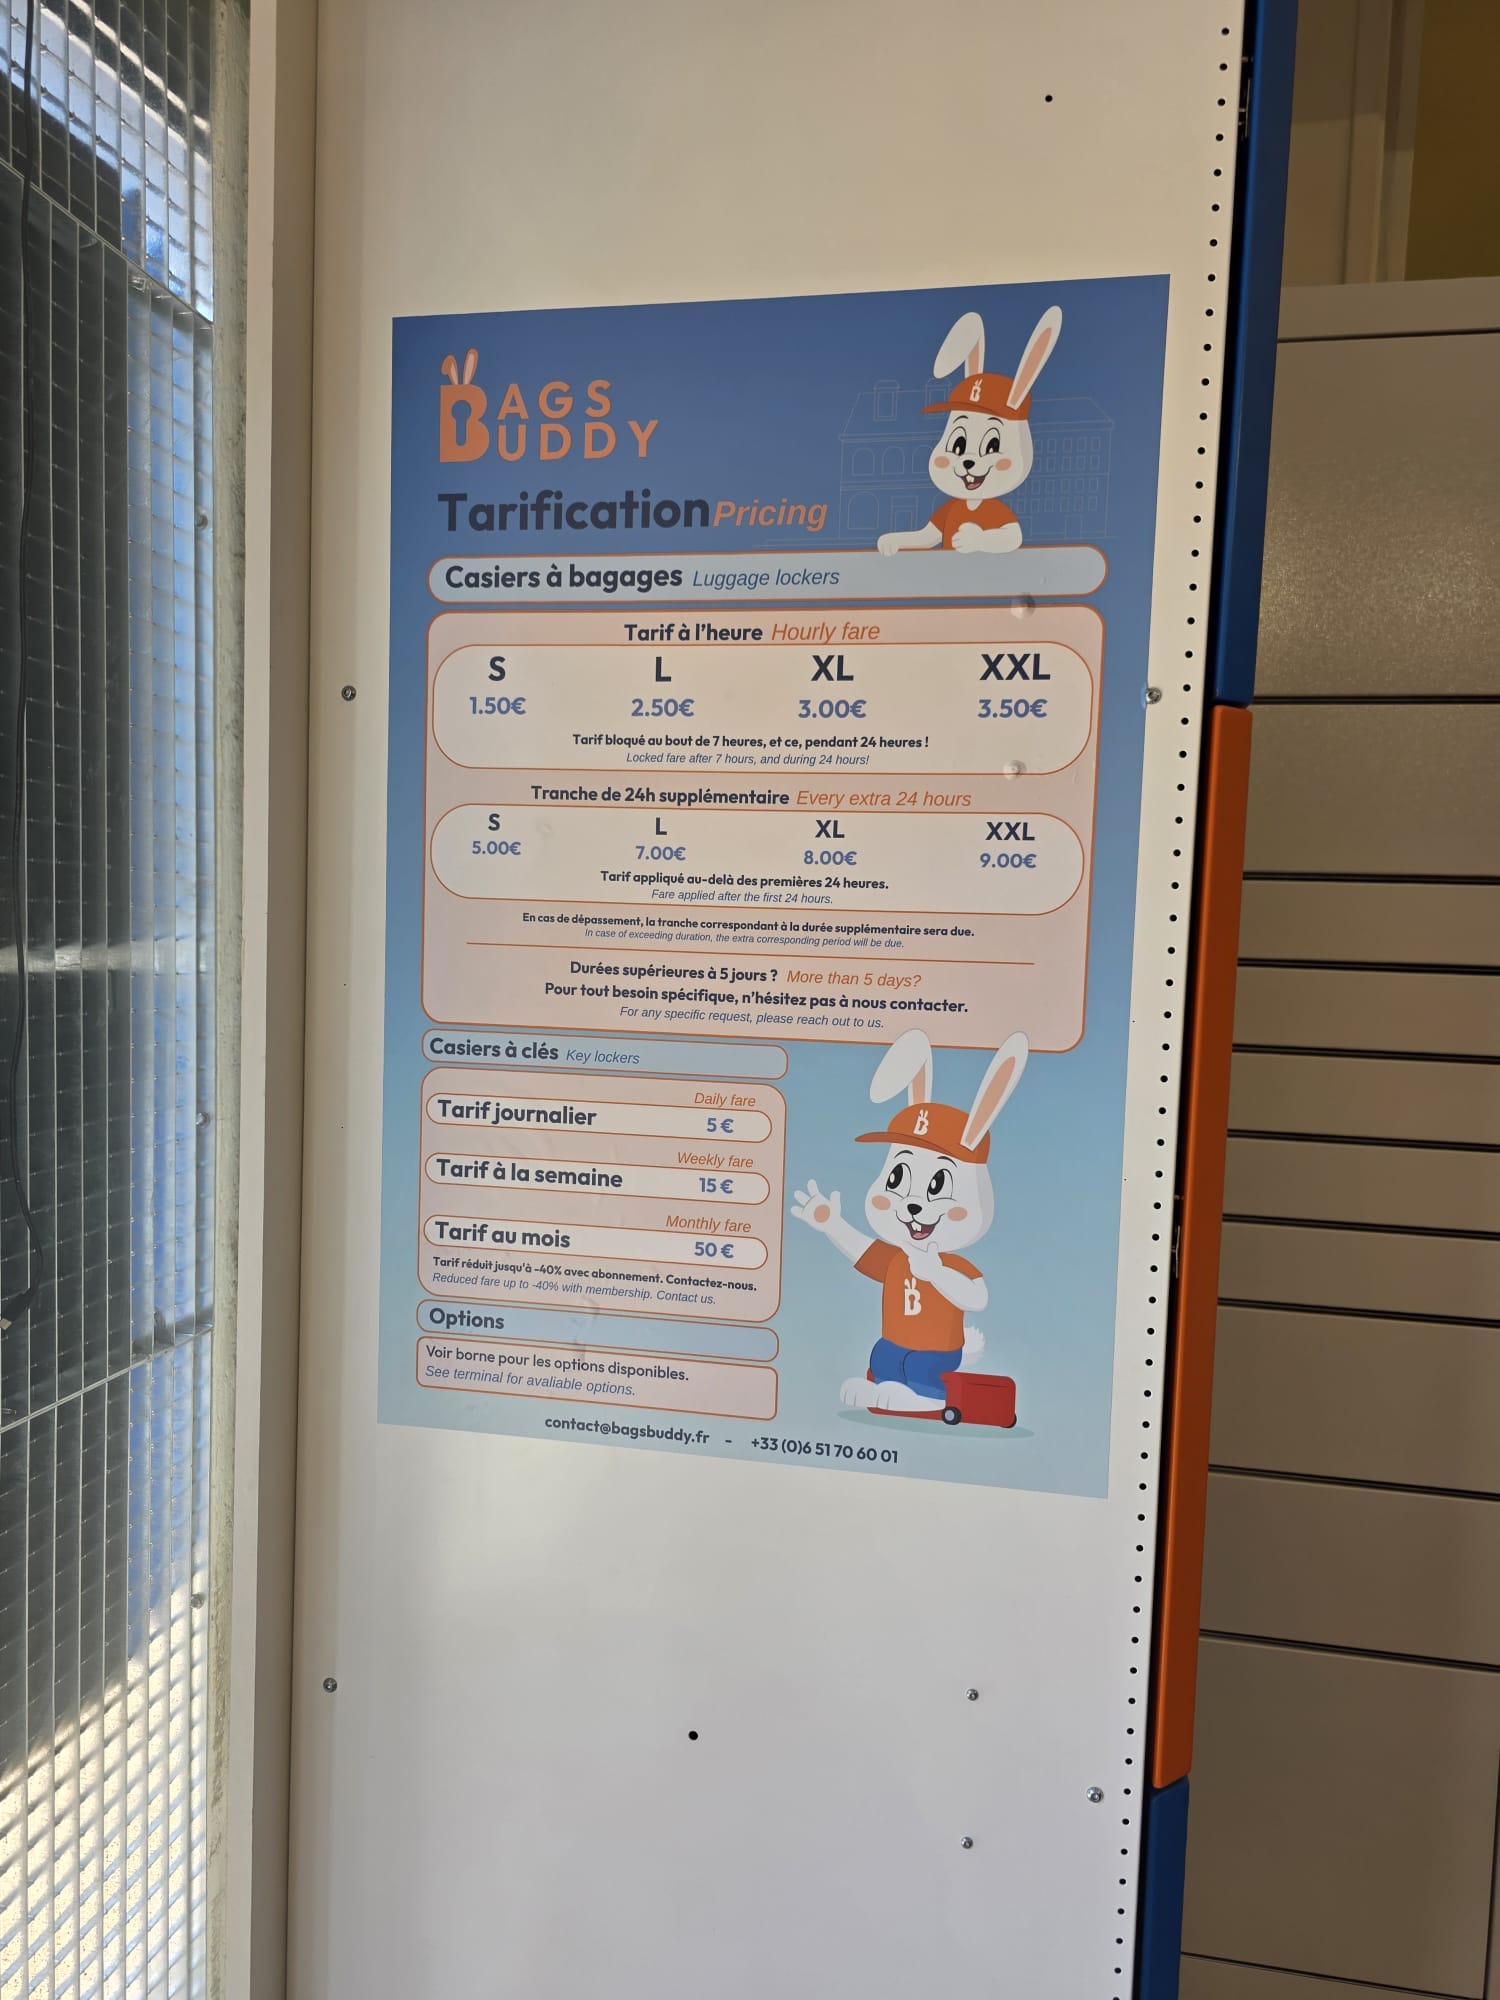 BAGS
BUDDY
Tarification Pricing
Casiers à bagages Luggage lockers
Tarif à l'heure Hourly fare
S L XL XXL
1.50€ 2.50€ 3.00€ 3.50€
Tarif bloqué au bout de 7 heures, et ce, pendant 24 heures !
Locked fare after 7 hours, and during 24 hours!
Tranche de 24h supplémentaire Every extra 24 hours
S L XL XXL
5.00€ 7.00€ 8.00€ 9.00€
Tarif appliqué au-delà des premières 24 heures.
Fare applied after the first 24 hours.
En cas de dépassement, la tranche correspondant à la durée supplémentaire sera due.
In case of exceeding duration, the extra corresponding period will be due.
Durées supérieures à 5 jours ? More than 5 days?
Pour tout besoin spécifique, n'hésitez pas à nous contacter.
For any specific request, please reach out to us.
Casiers à clés Key lockers
Daily fare
Tarif journalier 5 €
Weekly fare
Tarif à la semaine 15 €
Monthly fare
Tarif au mois 50 €
Tarif réduit jusqu'à -40% avec abonnement. Contactez-nous.
Reduced fare up to -40% with membership. Contact us.
Options
Voir borne pour les options disponibles.
See terminal for avaliable options.
contact@bagsbuddy.fr - +33 (0)6 51 70 60 01